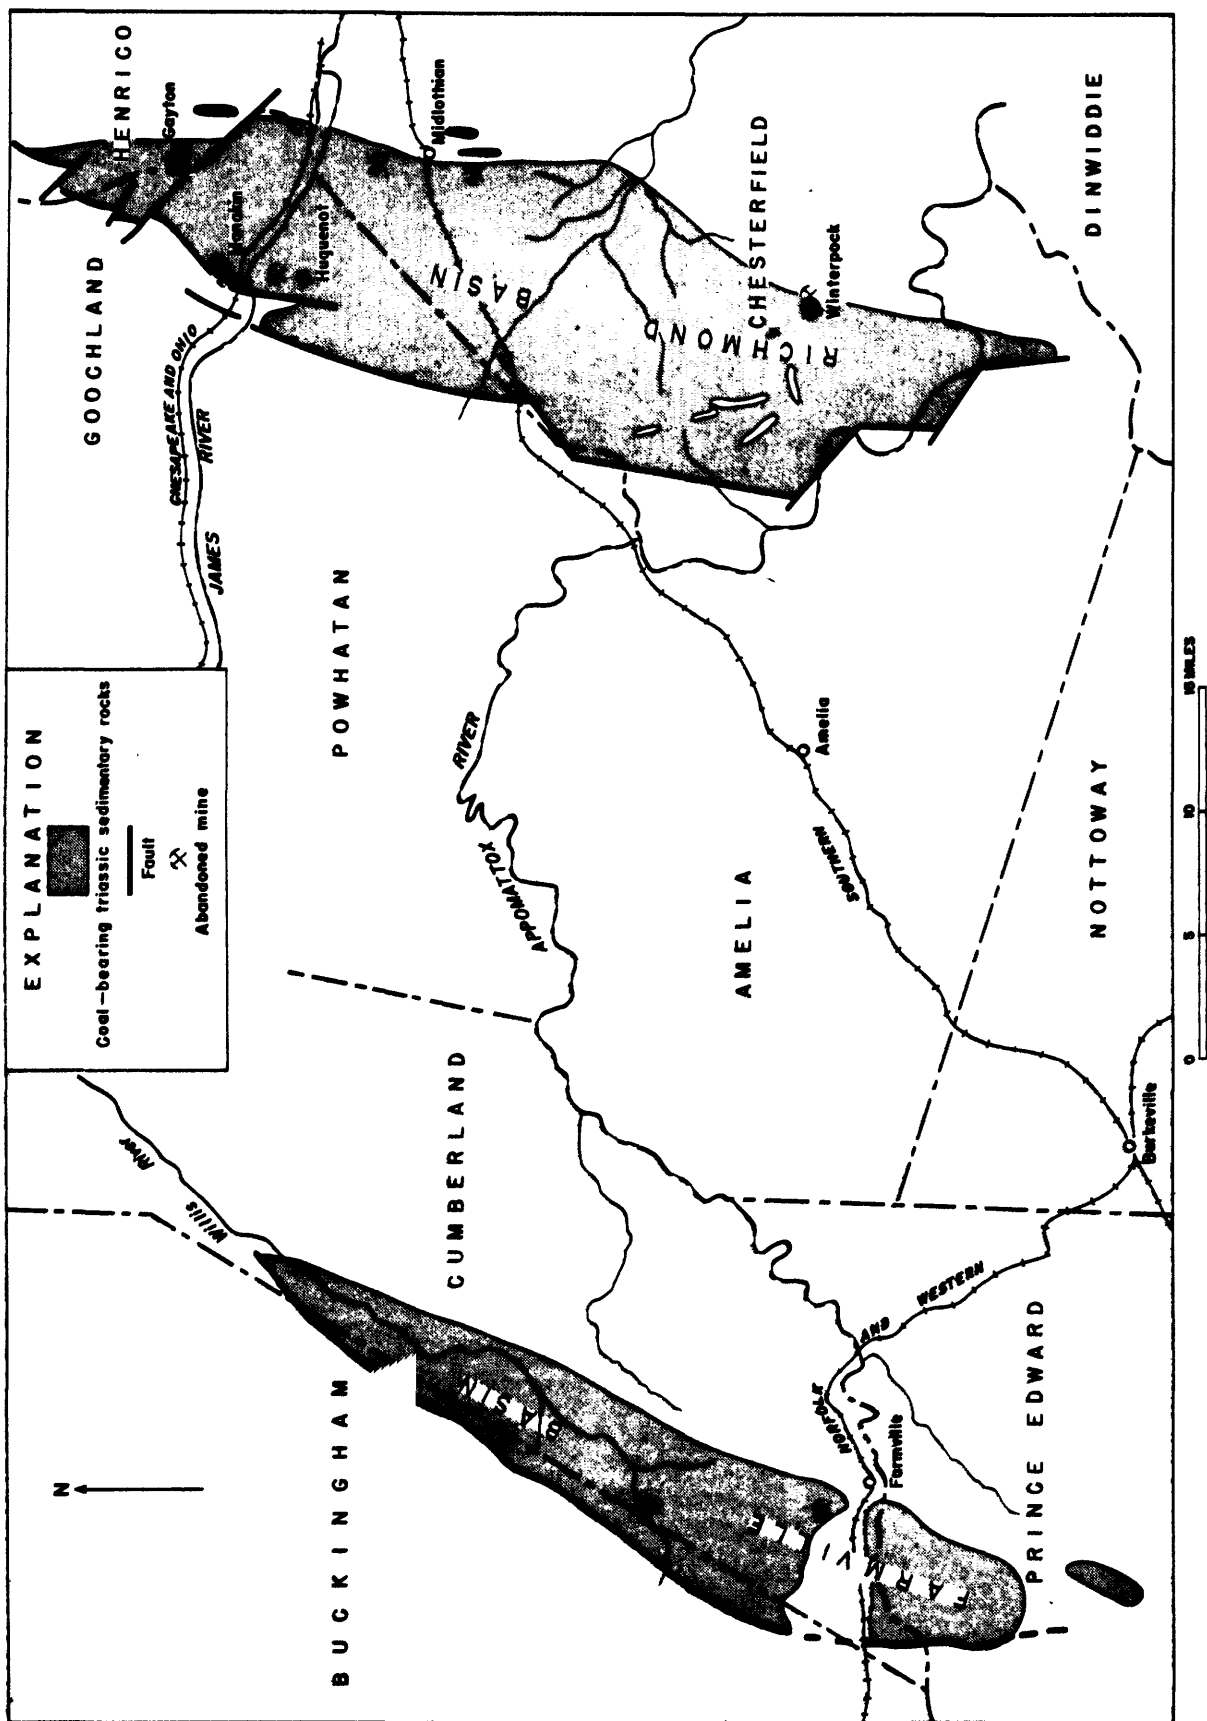 EXPLANATION
Coal-bearing triassic sedimentary rocks
Fault
Abandoned mine
N
BUCKINGHAM
CUMBERLAND
POWHATAN
GOOCHLAND
HENRICO
CHESTERFIELD
DINWIDDIE
AMELIA
NOTTOWAY
PRINCE EDWARD
Willis River
CHESAPEAKE AND OHIO
JAMES RIVER
APPOMATTOX RIVER
SOUTHERN
NORFOLK AND WESTERN
Gayton
Huguenot
Midlothian
Winterpock
Amelia
Burkeville
Farmville
RICHMOND BASIN
BASIN
0 5 10 15 MILES